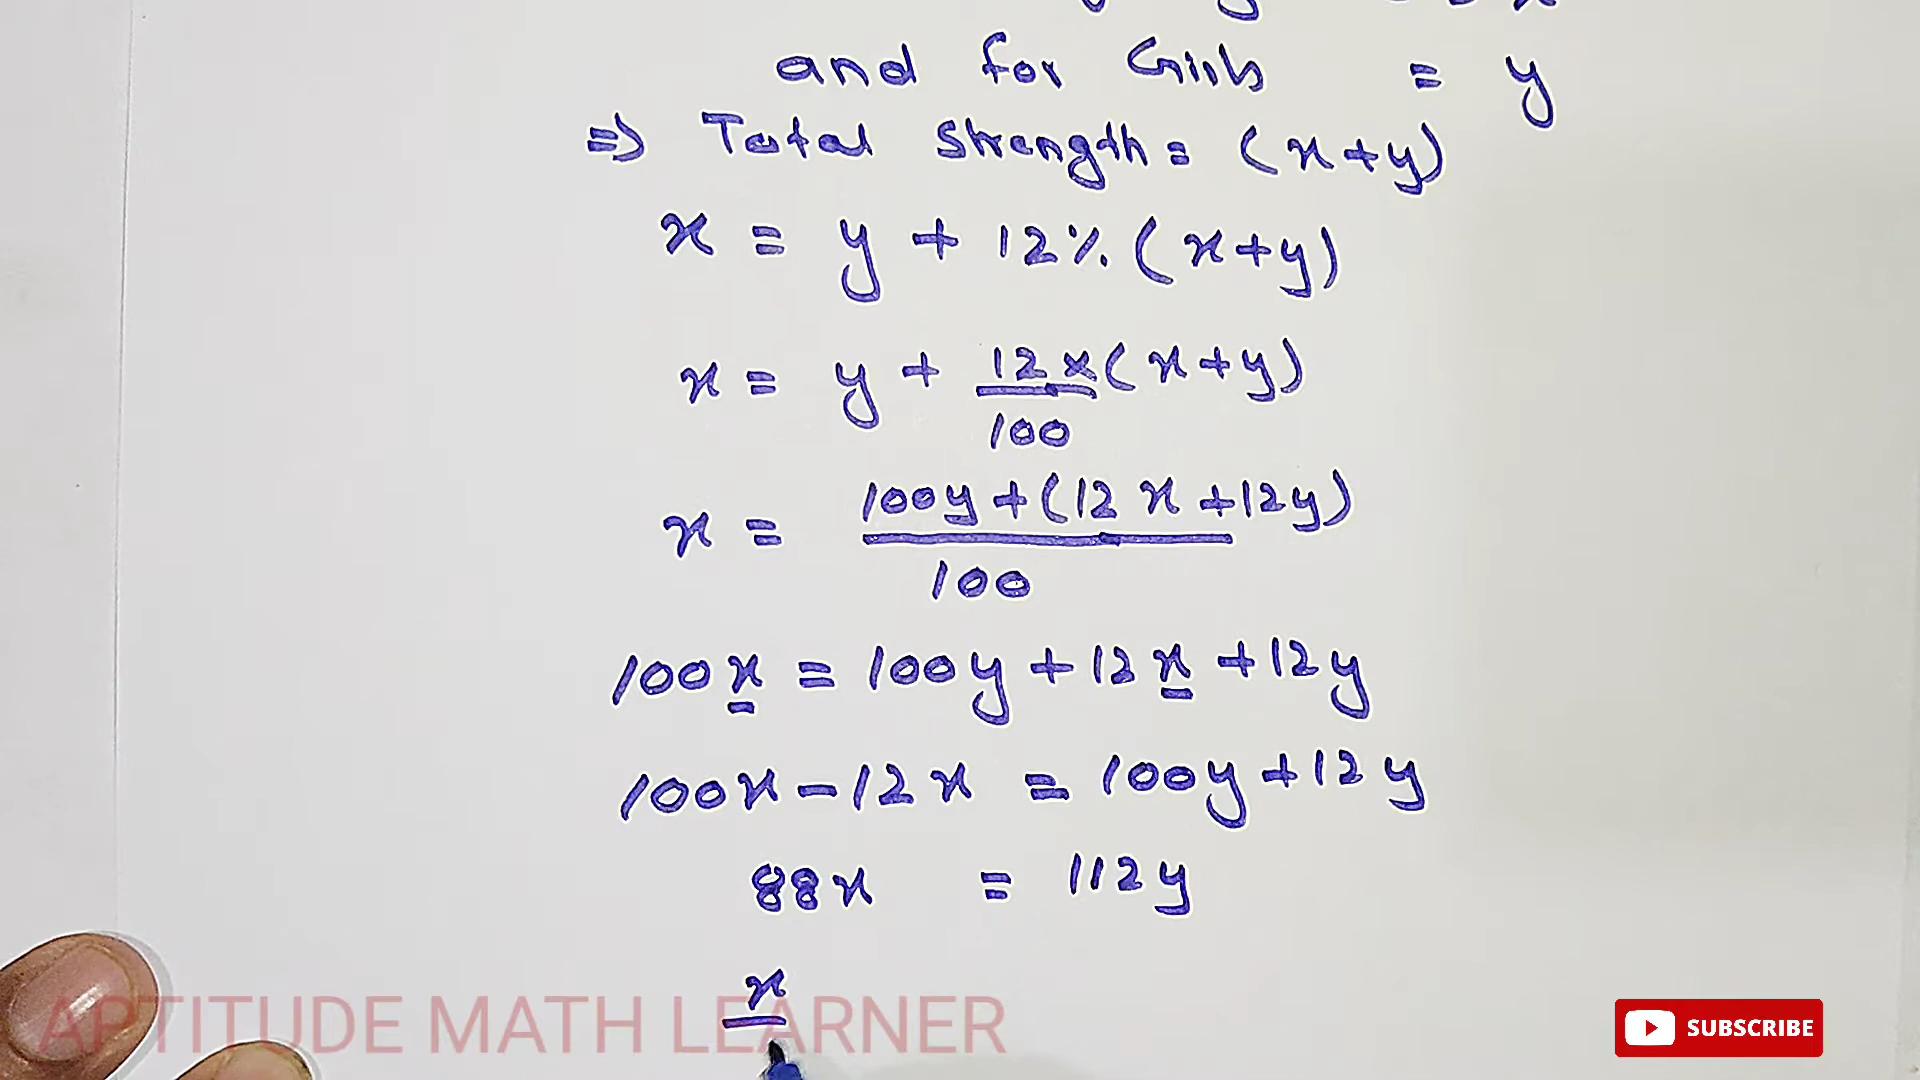 and for Girls = y
=> Total Strength = (x+y)
x = y + 12% (x+y)
x = y + 12 x (x+y)
100
x = 100y + (12x + 12y)
100
100x = 100y + 12x + 12y
100x - 12x = 100y + 12y
88x = 112y
x
APTITUDE MATH LEARNER
SUBSCRIBE